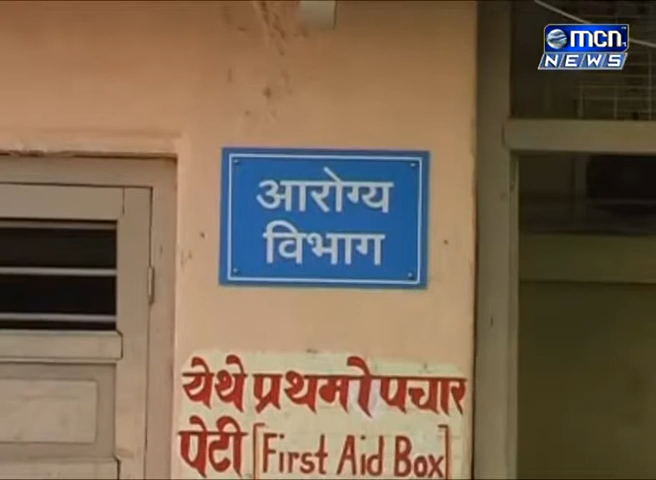 mcn
NEWS
आरोग्य
विभाग
येथे प्रथमोपचार
पेटी [First Aid Box]